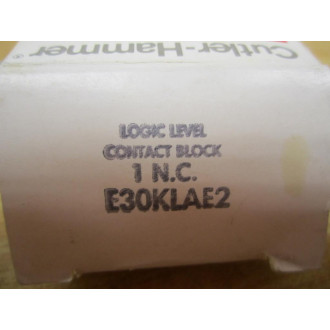 Cutler-Hammer®
LOGIC LEVEL
CONTACT BLOCK
1 N.C.
E30KLAE2